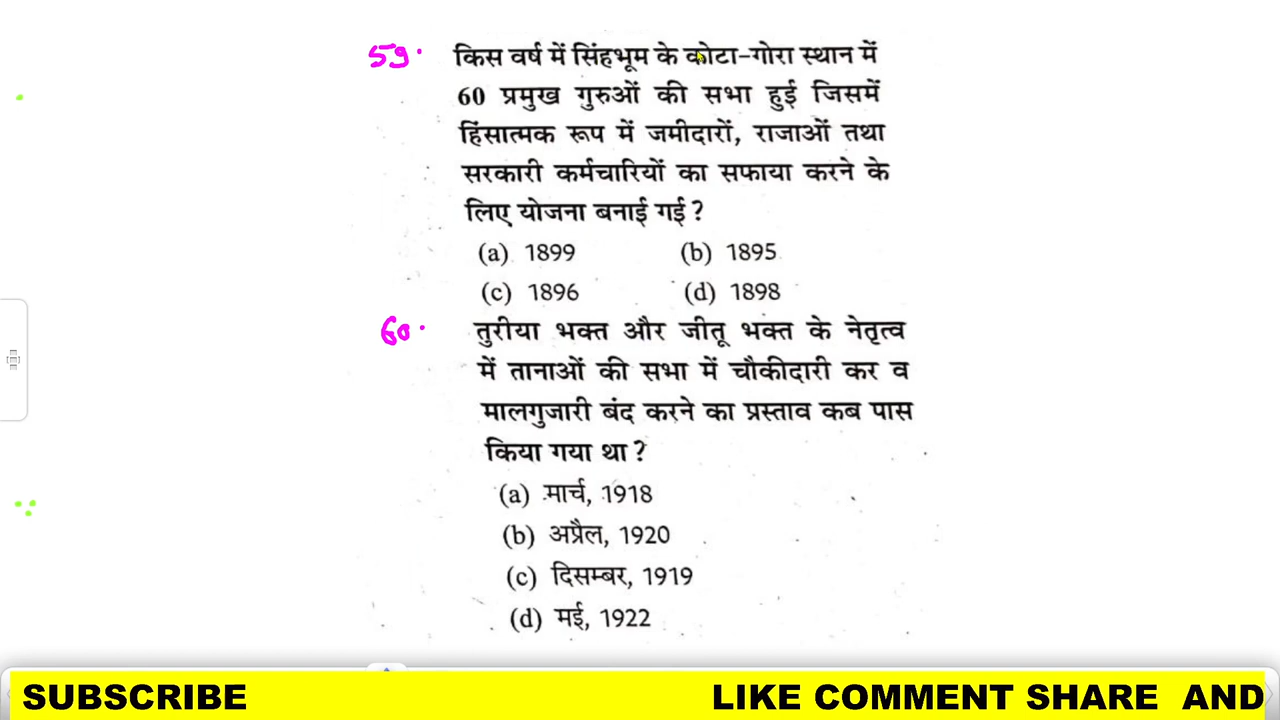 59. किस वर्ष में सिंहभूम के कोटा-गोरा स्थान में
60 प्रमुख गुरुओं की सभा हुई जिसमें
हिंसात्मक रूप में जमीदारों, राजाओं तथा
सरकारी कर्मचारियों का सफाया करने के
लिए योजना बनाई गई?
(a) 1899 (b) 1895
(c) 1896 (d) 1898
60. तुरीया भक्त और जीतू भक्त के नेतृत्व
में तानाओं की सभा में चौकीदारी कर व
मालगुजारी बंद करने का प्रस्ताव कब पास
किया गया था?
(a) मार्च, 1918
(b) अप्रैल, 1920
(c) दिसम्बर, 1919
(d) मई, 1922
SUBSCRIBE LIKE COMMENT SHARE AND